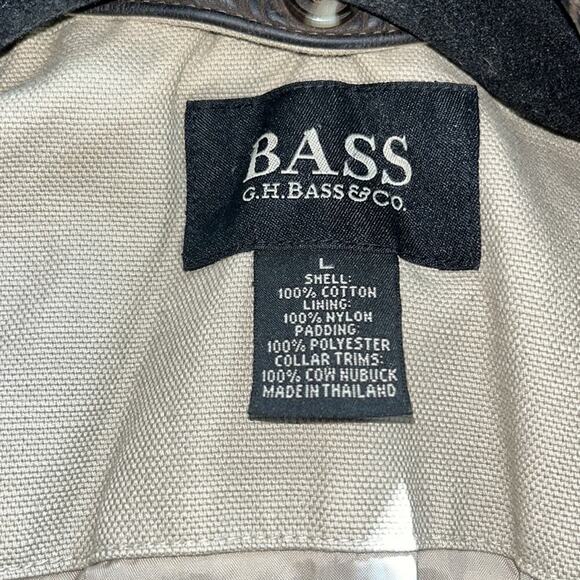 BASS
G.H.BASS&CO.
L
SHELL:
100% COTTON
LINING:
100% NYLON
PADDING:
100% POLYESTER
COLLAR TRIMS:
100% COW NUBUCK
MADE IN THAILAND